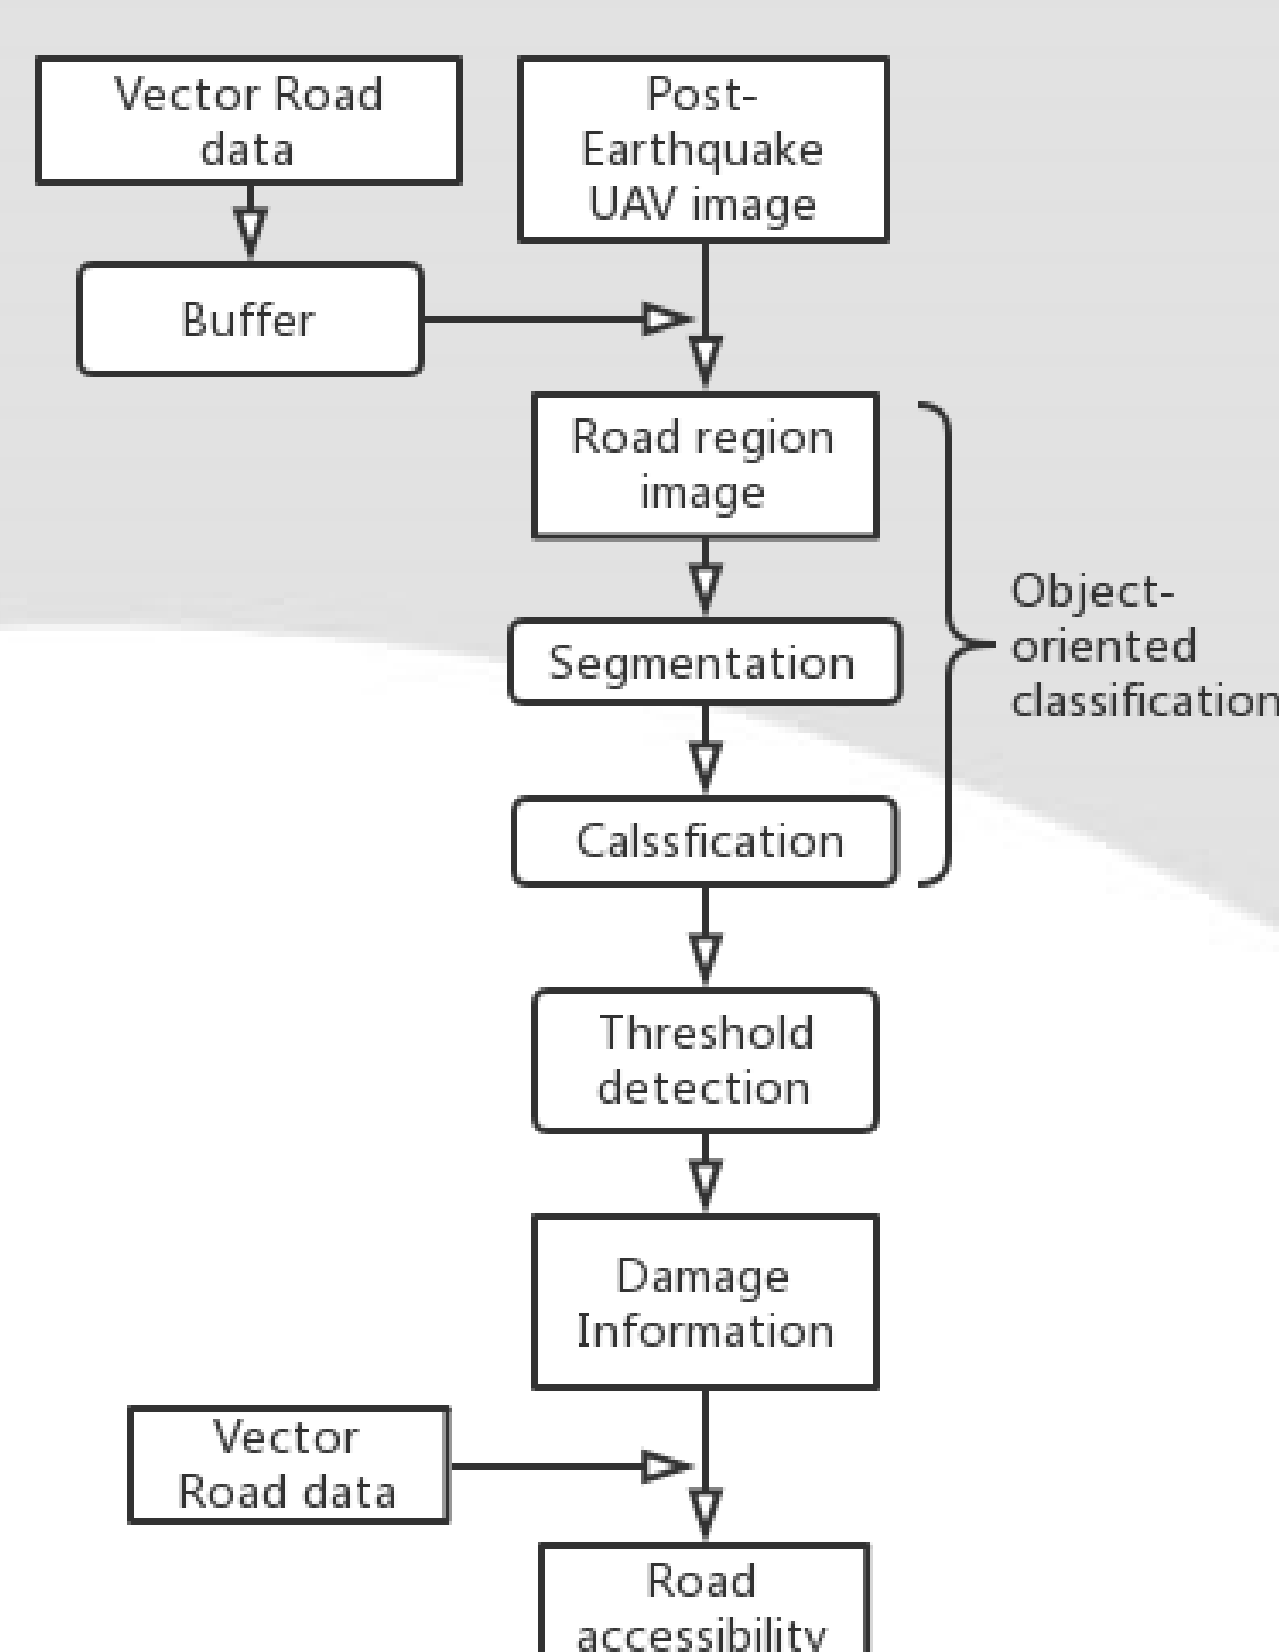 Vector Road
data
Post-
Earthquake
UAV image
Buffer
Road region
image
Segmentation
Calssfication
Object-
oriented
classification
Threshold
detection
Damage
Information
Vector
Road data
Road
accessibility